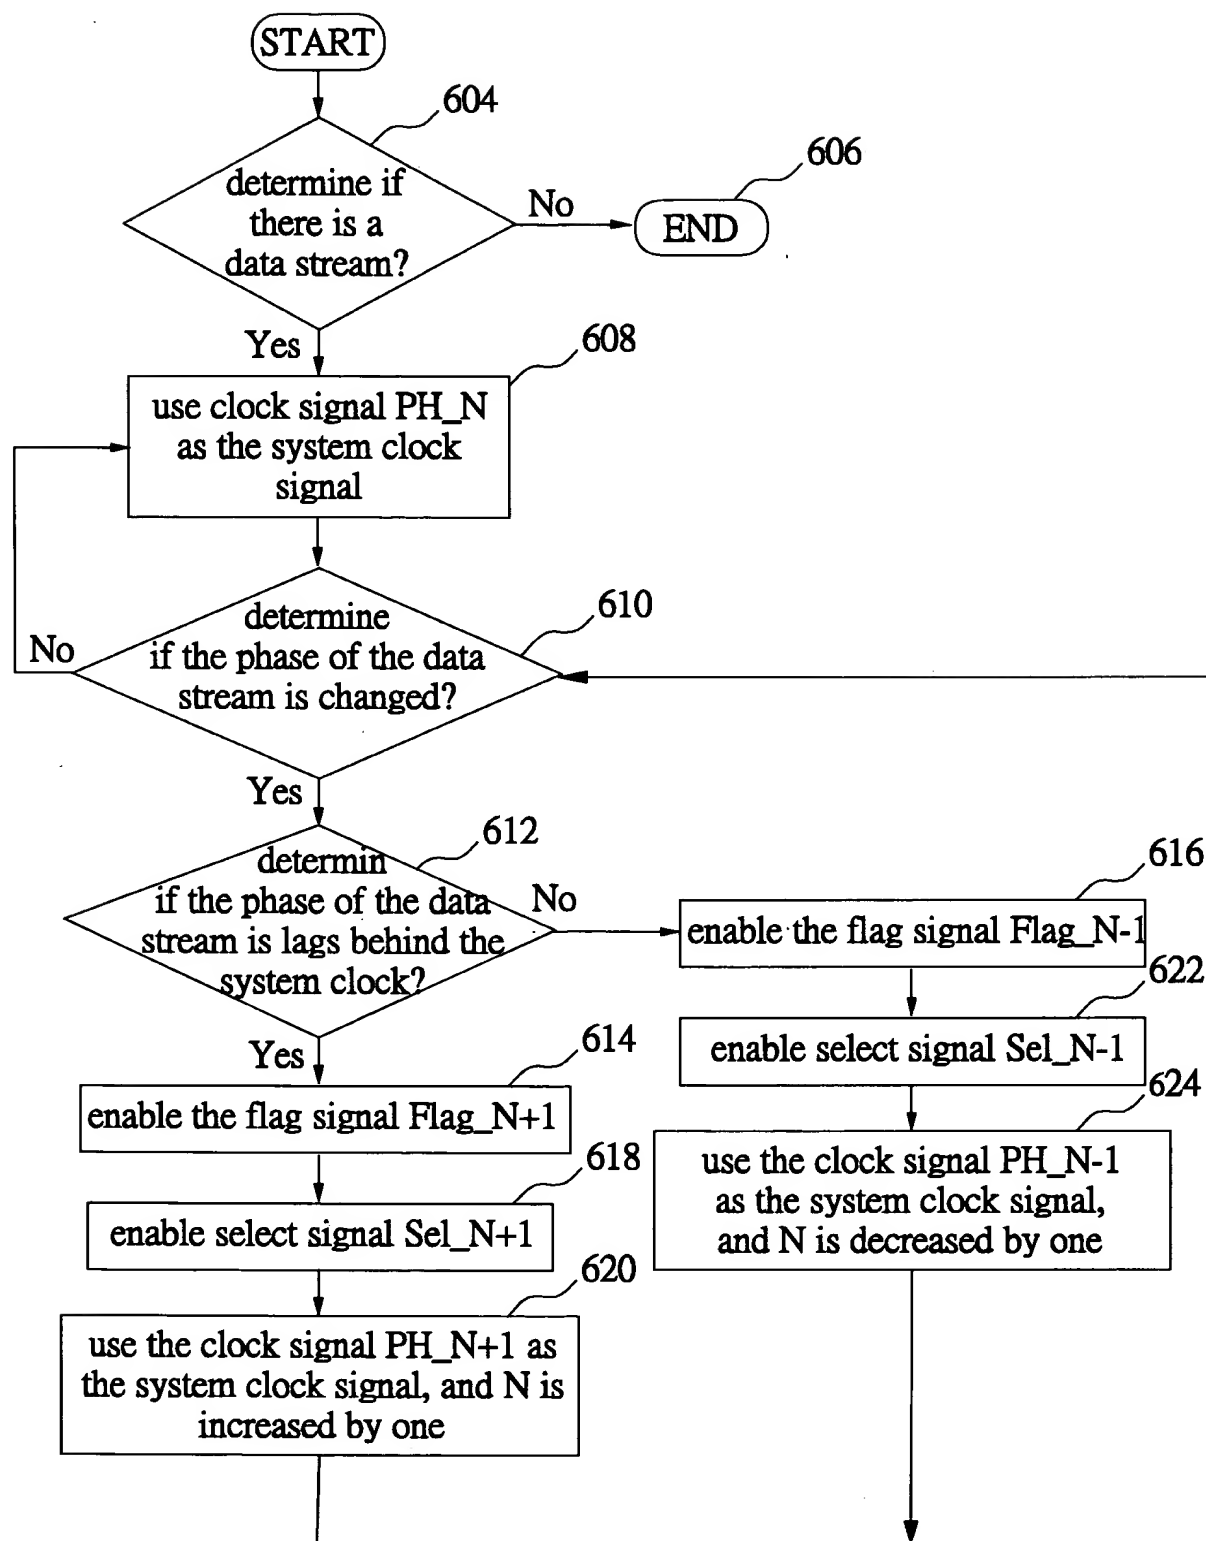 START
604
determine if
there is a
data stream?
No
606
END
Yes
608
use clock signal PH_N
as the system clock
signal
610
determine
if the phase of the data
stream is changed?
No
Yes
612
determin
if the phase of the data
stream is lags behind the
system clock?
No
616
enable the flag signal Flag_N-1
622
enable select signal Sel_N-1
624
use the clock signal PH_N-1
as the system clock signal,
and N is decreased by one
Yes
614
enable the flag signal Flag_N+1
618
enable select signal Sel_N+1
620
use the clock signal PH_N+1 as
the system clock signal, and N is
increased by one